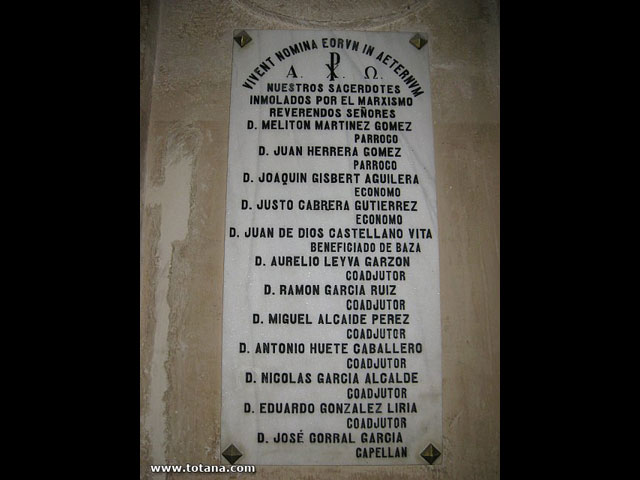 VIVENT NOMINA EORVN IN AETERNVM
A. ☧. Ω.
NUESTROS SACERDOTES
INMOLADOS POR EL MARXISMO
REVERENDOS SEÑORES
D. MELITON MARTINEZ GOMEZ
PARROCO
D. JUAN HERRERA GOMEZ
PARROCO
D. JOAQUIN GISBERT AGUILERA
ECONOMO
D. JUSTO CABRERA GUTIERREZ
ECONOMO
D. JUAN DE DIOS CASTELLANO VITA
BENEFICIADO DE BAZA
D. AURELIO LEYVA GARZON
COADJUTOR
D. RAMON GARCIA RUIZ
COADJUTOR
D. MIGUEL ALCAIDE PEREZ
COADJUTOR
D. ANTONIO HUETE CABALLERO
COADJUTOR
D. NICOLAS GARCIA ALCALDE
COADJUTOR
D. EDUARDO GONZALEZ LIRIA
COADJUTOR
D. JOSÉ CORRAL GARCIA
CAPELLAN
www.totana.com